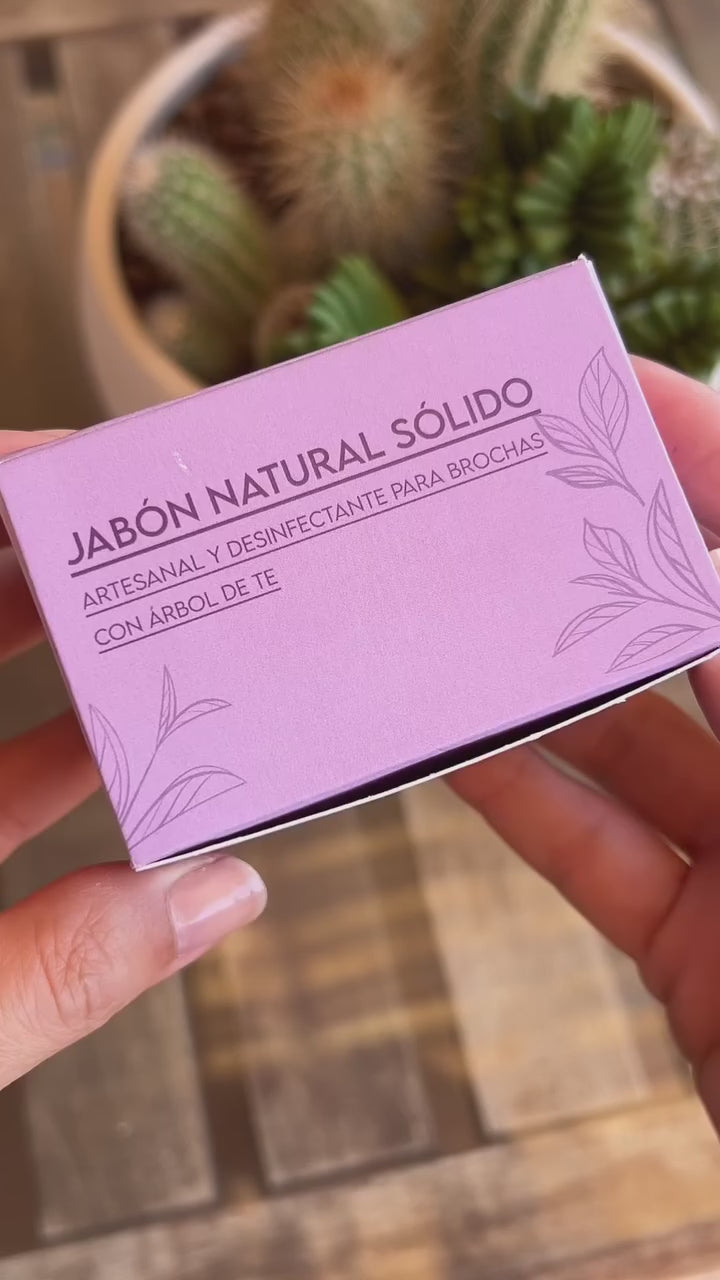 JABÓN NATURAL SÓLIDO
ARTESANAL Y DESINFECTANTE PARA BROCHAS
CON ÁRBOL DE TE